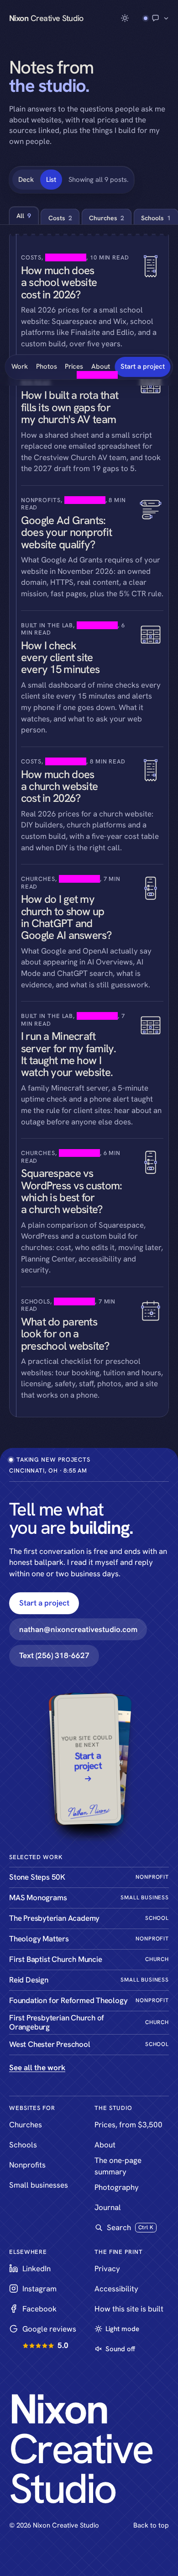 Nixon Creative Studio
Notes from
the studio.
Plain answers to the questions people ask me
about websites, with real prices and the
sources linked, plus the things I build in my
own projects.
Deck
List
Showing all 9 posts.
All 9
Costs 2
Churches 2
Schools 1
COSTS, , 10 MIN READ
How much does
a school website
cost in 2026?
Real 2026 prices for a small school
website: Squarespace and Wix, school
platforms like Finalsite and Edlio, and a
custom build, over five years.
Work
Photos
Prices
About
Start a project
How I built a rota that
fills its own gaps for
my church's AV team
How a shared sheet and a small script
replaced one email spreadsheet for
the Crestview Church AV team, and took
the 2027 draft from 19 gaps to 5.
NONPROFITS, , 8 MIN
READ
Google Ad Grants:
does your nonprofit
website qualify?
What Google Ad Grants requires of your
website in November 2026: an owned
domain, HTTPS, real content, a clear
mission, fast pages, plus the 5% CTR rule.
BUILT IN THE LAB, , 6
MIN READ
How I check
every client site
every 15 minutes
A small dashboard of mine checks every
client site every 15 minutes and alerts
my phone if one goes down. What it
watches, and what to ask your web
person.
COSTS, , 8 MIN READ
How much does
a church website
cost in 2026?
Real 2026 prices for a church website:
DIY builders, church platforms and a
custom build, with a five-year cost table
and when DIY is the right call.
CHURCHES, , 7 MIN
READ
How do I get my
church to show up
in ChatGPT and
Google AI answers?
What Google and OpenAI actually say
about appearing in AI Overviews, AI
Mode and ChatGPT search, what is
evidence, and what is still guesswork.
BUILT IN THE LAB, , 7
MIN READ
I run a Minecraft
server for my family.
It taught me how I
watch your website.
A family Minecraft server, a 5-minute
uptime check and a phone alert taught
me the rule for client sites: hear about an
outage before anyone else does.
CHURCHES, , 6 MIN
READ
Squarespace vs
WordPress vs custom:
which is best for
a church website?
A plain comparison of Squarespace,
WordPress and a custom build for
churches: cost, who edits it, moving later,
Planning Center, accessibility and
security.
SCHOOLS, , 7 MIN
READ
What do parents
look for on a
preschool website?
A practical checklist for preschool
websites: tour booking, tuition and hours,
licensing, safety, staff, photos, and a site
that works on a phone.
TAKING NEW PROJECTS
CINCINNATI, OH · 8:55 AM
Tell me what
you are building.
The first conversation is free and ends with an
honest ballpark. I read it myself and reply
within one or two business days.
Start a project
nathan@nixoncreativestudio.com
Text (256) 318-6627
YOUR SITE COULD
BE NEXT
Start a
project
→
Nathan Nixon
SELECTED WORK
Stone Steps 50K
NONPROFIT
MAS Monograms
SMALL BUSINESS
The Presbyterian Academy
SCHOOL
Theology Matters
NONPROFIT
First Baptist Church Muncie
CHURCH
Reid Design
SMALL BUSINESS
Foundation for Reformed Theology
NONPROFIT
First Presbyterian Church of
Orangeburg
CHURCH
West Chester Preschool
SCHOOL
See all the work
WEBSITES FOR
Churches
Schools
Nonprofits
Small businesses
THE STUDIO
Prices, from $3,500
About
The one-page
summary
Photography
Journal
Search Ctrl K
ELSEWHERE
LinkedIn
Instagram
Facebook
Google reviews
★★★★★ 5.0
THE FINE PRINT
Privacy
Accessibility
How this site is built
Light mode
Sound off
Nixon
Creative
Studio
© 2026 Nixon Creative Studio
Back to top